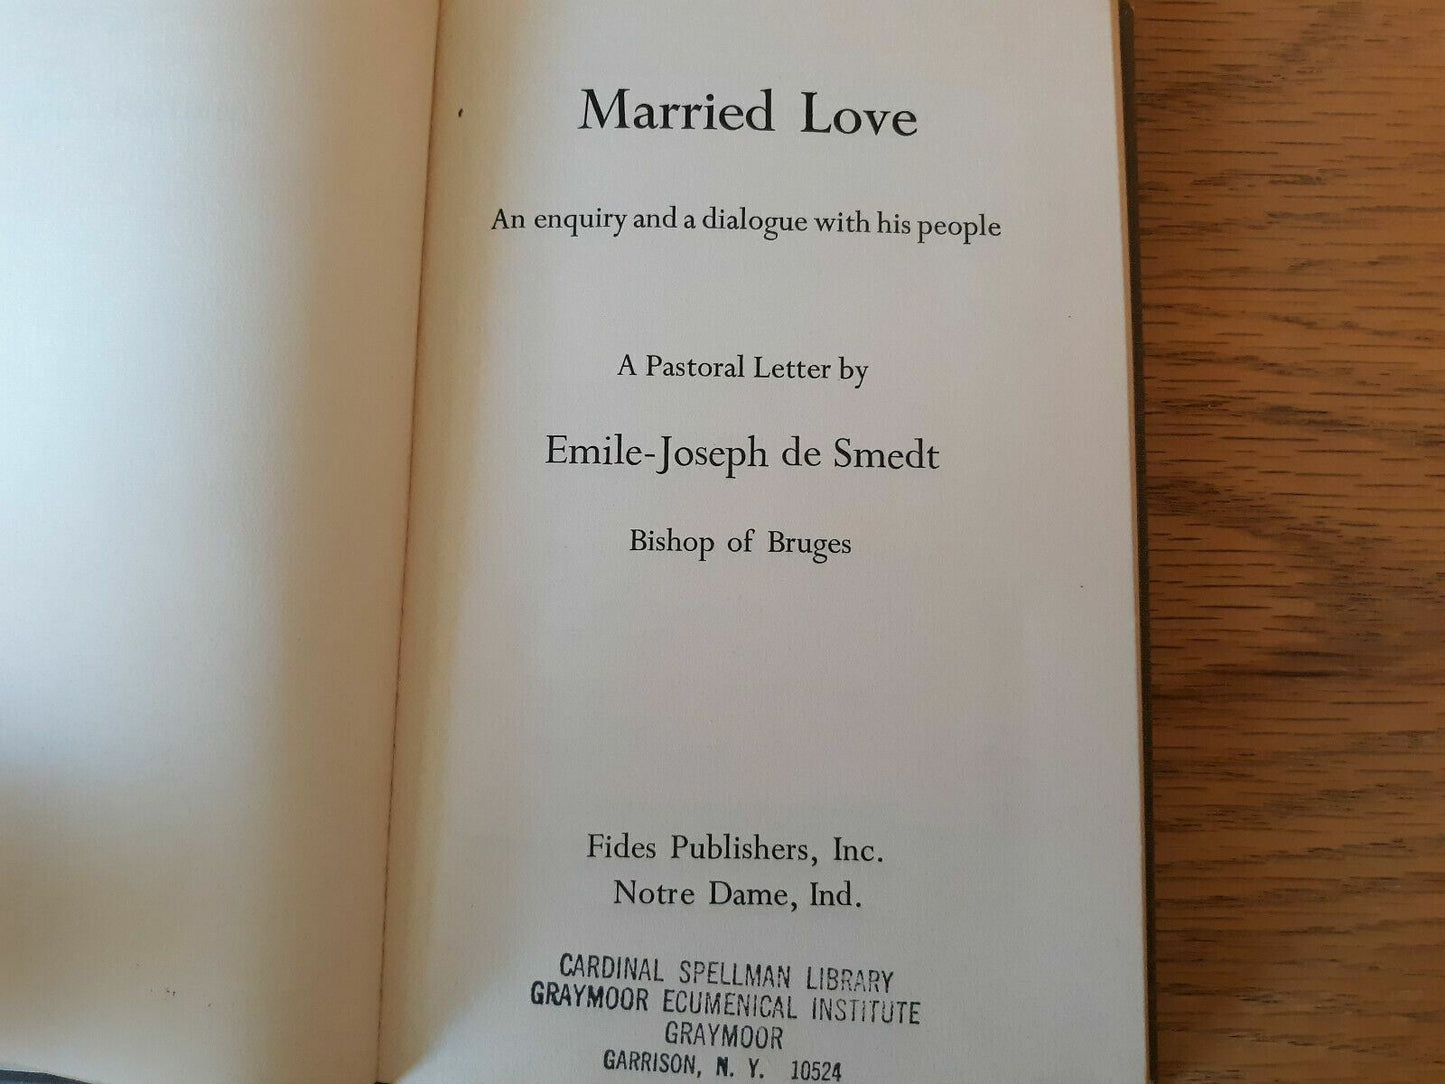 Married Love
An enquiry and a dialogue with his people
A Pastoral Letter by
Emile-Joseph de Smedt
Bishop of Bruges
Fides Publishers, Inc.
Notre Dame, Ind.
CARDINAL SPELLMAN LIBRARY
GRAYMOOR ECUMENICAL INSTITUTE
GRAYMOOR
GARRISON, N. Y. 10524